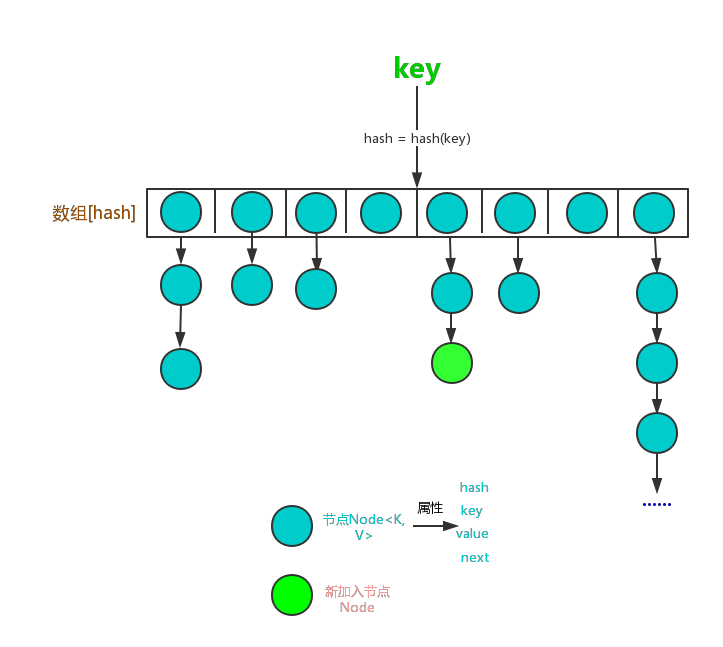 key
hash = hash(key)
数组[hash]
......
hash
属性
节点Node<K,
V>
key
value
next
新加入节点
Node